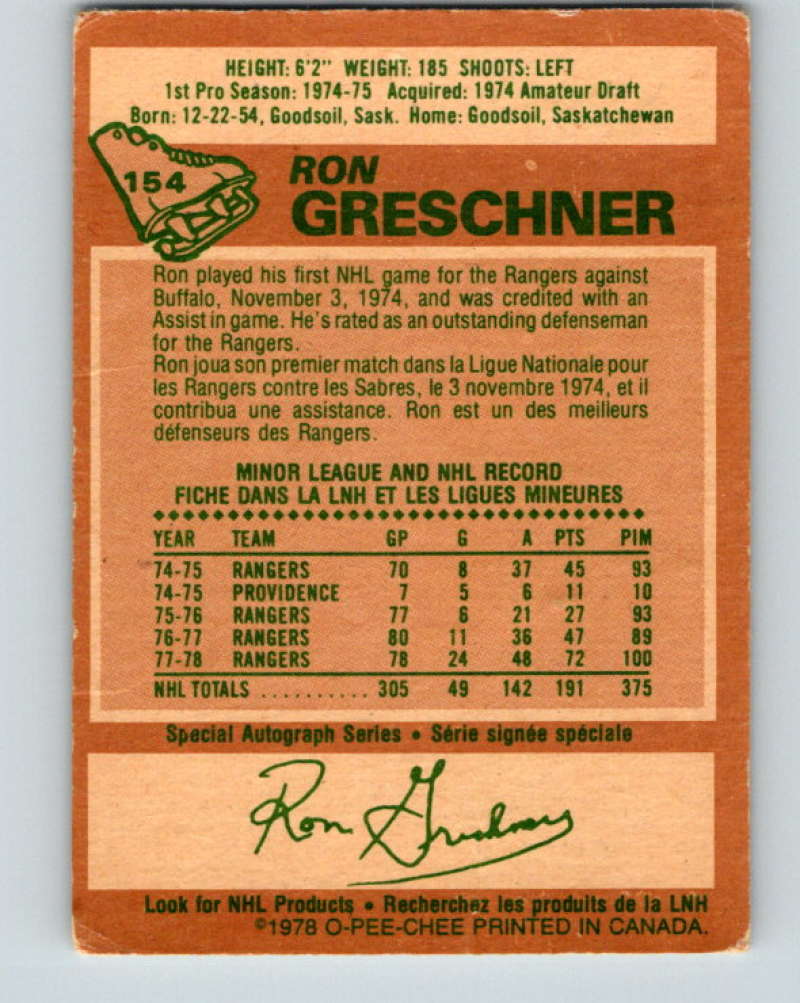 HEIGHT: 6'2" WEIGHT: 185 SHOOTS: LEFT
1st Pro Season: 1974-75 Acquired: 1974 Amateur Draft
Born: 12-22-54, Goodsoil, Sask. Home: Goodsoil, Saskatchewan
154
RON
GRESCHNER
Ron played his first NHL game for the Rangers against
Buffalo, November 3, 1974, and was credited with an
Assist in game. He's rated as an outstanding defenseman
for the Rangers.
Ron joua son premier match dans la Ligue Nationale pour
les Rangers contre les Sabres, le 3 novembre 1974, et il
contribua une assistance. Ron est un des meilleurs
défenseurs des Rangers.
MINOR LEAGUE AND NHL RECORD
FICHE DANS LA LNH ET LES LIGUES MINEURES
YEAR TEAM GP G A PTS PIM
74-75 RANGERS 70 8 37 45 93
74-75 PROVIDENCE 7 5 6 11 10
75-76 RANGERS 77 6 21 27 93
76-77 RANGERS 80 11 36 47 89
77-78 RANGERS 78 24 48 72 100
NHL TOTALS .......... 305 49 142 191 375
Special Autograph Series • Série signée spéciale
Ron Greschner
Look for NHL Products • Recherchez les produits de la LNH
©1978 O-PEE-CHEE PRINTED IN CANADA.